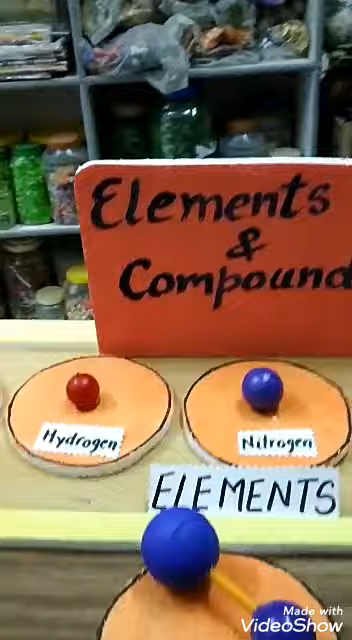 Elements
&
Compound
Hydrogen
Nitrogen
ELEMENTS
Made with
VideoShow